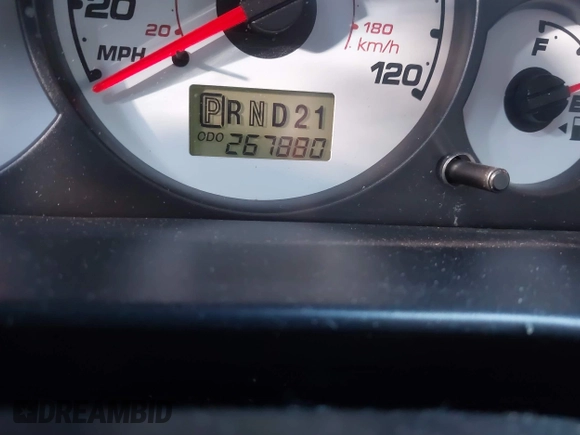 20
20
MPH
180
km/h
120
PRND21
ODO 267880
F
E
DREAMBID